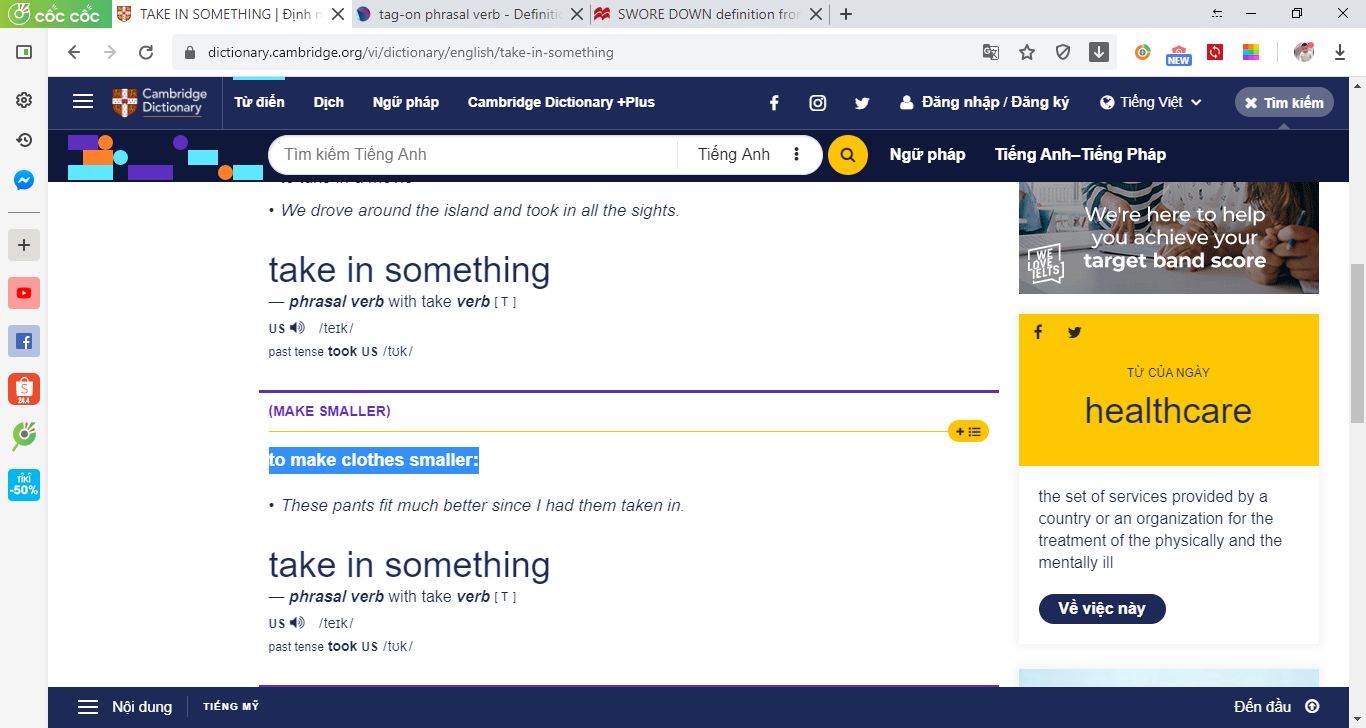 cốc cốc
TAKE IN SOMETHING | Định n
tag-on phrasal verb - Definitio
SWORE DOWN definition fro
dictionary.cambridge.org/vi/dictionary/english/take-in-something
NEW
Cambridge Dictionary
Từ điển
Dịch
Ngữ pháp
Cambridge Dictionary +Plus
Đăng nhập / Đăng ký
Tiếng Việt
Tìm kiếm
Tìm kiếm Tiếng Anh
Tiếng Anh
Ngữ pháp
Tiếng Anh–Tiếng Pháp
• We drove around the island and took in all the sights.
take in something
— phrasal verb with take verb [ T ]
US /teɪk/
past tense took US /tʊk/
(MAKE SMALLER)
to make clothes smaller:
• These pants fit much better since I had them taken in.
take in something
— phrasal verb with take verb [ T ]
US /teɪk/
past tense took US /tʊk/
We're here to help
you achieve your
target band score
WE LOVE IELTS
TỪ CỦA NGÀY
healthcare
the set of services provided by a
country or an organization for the
treatment of the physically and the
mentally ill
Về việc này
24.4
TIKI
-50%
Nội dung
TIẾNG MỸ
Đến đầu